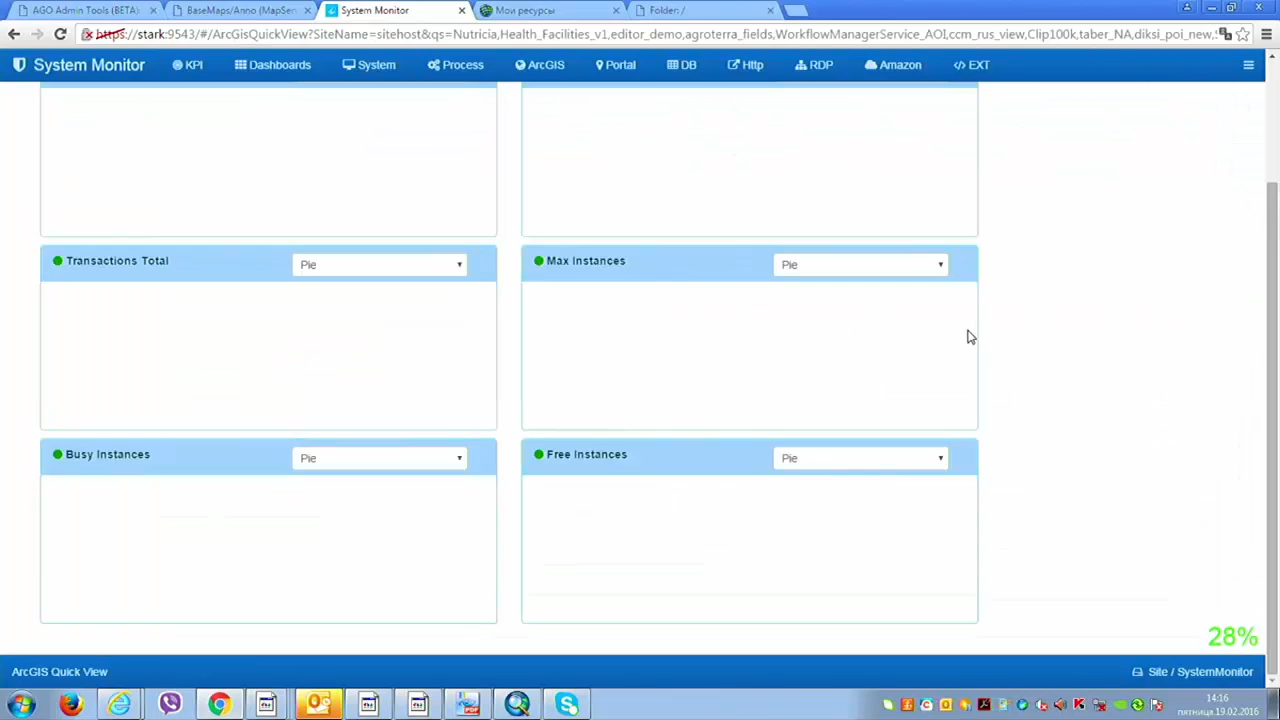 AGO Admin Tools (BETA)
BaseMaps/Anno (MapSer
System Monitor
Мои ресурсы
Folder: /
https://stark:9543/#/ArcGisQuickView?SiteName=sitehost&qs=Nutricia,Health_Facilities_v1,editor_demo,agroterra_fields,WorkflowManagerService_AOI,ccm_rus_view,Clip100k,taber_NA,diksi_poi_new,
System Monitor KPI Dashboards System Process ArcGIS Portal DB Http RDP Amazon EXT
Transactions Total Pie
Max Instances Pie
Busy Instances Pie
Free Instances Pie
28%
ArcGIS Quick View
Site / SystemMonitor
14:16
пятница, 19.02.2016